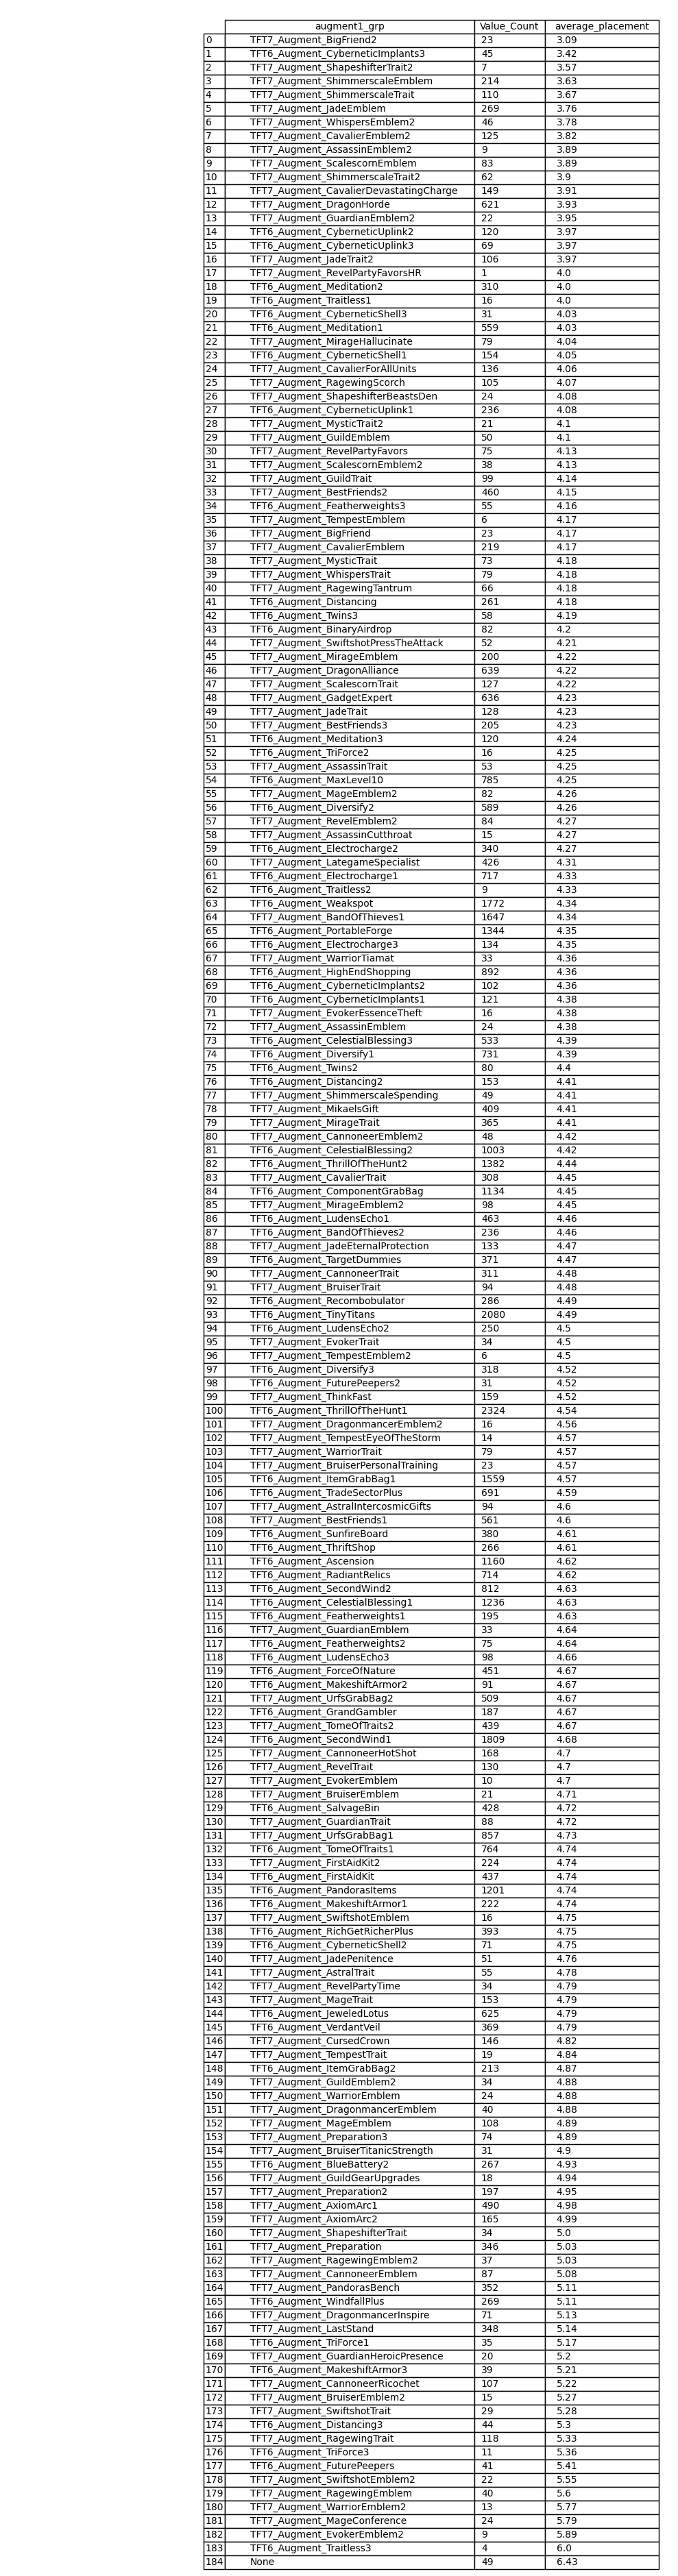 augment1_grp Value_Count average_placement
0 TFT7_Augment_BigFriend2 23 3.09
1 TFT6_Augment_CyberneticImplants3 45 3.42
2 TFT7_Augment_ShapeshifterTrait2 7 3.57
3 TFT7_Augment_ShimmerscaleEmblem 214 3.63
4 TFT7_Augment_ShimmerscaleTrait 110 3.67
5 TFT7_Augment_JadeEmblem 269 3.76
6 TFT7_Augment_WhispersEmblem2 46 3.78
7 TFT7_Augment_CavalierEmblem2 125 3.82
8 TFT7_Augment_AssassinEmblem2 9 3.89
9 TFT7_Augment_ScalescornEmblem 83 3.89
10 TFT7_Augment_ShimmerscaleTrait2 62 3.9
11 TFT7_Augment_CavalierDevastatingCharge 149 3.91
12 TFT7_Augment_DragonHorde 621 3.93
13 TFT7_Augment_GuardianEmblem2 22 3.95
14 TFT6_Augment_CyberneticUplink2 120 3.97
15 TFT6_Augment_CyberneticUplink3 69 3.97
16 TFT7_Augment_JadeTrait2 106 3.97
17 TFT7_Augment_RevelPartyFavorsHR 1 4.0
18 TFT6_Augment_Meditation2 310 4.0
19 TFT6_Augment_Traitless1 16 4.0
20 TFT6_Augment_CyberneticShell3 31 4.03
21 TFT6_Augment_Meditation1 559 4.03
22 TFT7_Augment_MirageHallucinate 79 4.04
23 TFT6_Augment_CyberneticShell1 154 4.05
24 TFT7_Augment_CavalierForAllUnits 136 4.06
25 TFT7_Augment_RagewingScorch 105 4.07
26 TFT7_Augment_ShapeshifterBeastsDen 24 4.08
27 TFT6_Augment_CyberneticUplink1 236 4.08
28 TFT7_Augment_MysticTrait2 21 4.1
29 TFT7_Augment_GuildEmblem 50 4.1
30 TFT7_Augment_RevelPartyFavors 75 4.13
31 TFT7_Augment_ScalescornEmblem2 38 4.13
32 TFT7_Augment_GuildTrait 99 4.14
33 TFT7_Augment_BestFriends2 460 4.15
34 TFT6_Augment_Featherweights3 55 4.16
35 TFT7_Augment_TempestEmblem 6 4.17
36 TFT7_Augment_BigFriend 23 4.17
37 TFT7_Augment_CavalierEmblem 219 4.17
38 TFT7_Augment_MysticTrait 73 4.18
39 TFT7_Augment_WhispersTrait 79 4.18
40 TFT7_Augment_RagewingTantrum 66 4.18
41 TFT6_Augment_Distancing 261 4.18
42 TFT6_Augment_Twins3 58 4.19
43 TFT6_Augment_BinaryAirdrop 82 4.2
44 TFT7_Augment_SwiftshotPressTheAttack 52 4.21
45 TFT7_Augment_MirageEmblem 200 4.22
46 TFT7_Augment_DragonAlliance 639 4.22
47 TFT7_Augment_ScalescornTrait 127 4.22
48 TFT7_Augment_GadgetExpert 636 4.23
49 TFT7_Augment_JadeTrait 128 4.23
50 TFT7_Augment_BestFriends3 205 4.23
51 TFT6_Augment_Meditation3 120 4.24
52 TFT6_Augment_TriForce2 16 4.25
53 TFT7_Augment_AssassinTrait 53 4.25
54 TFT6_Augment_MaxLevel10 785 4.25
55 TFT7_Augment_MageEmblem2 82 4.26
56 TFT6_Augment_Diversify2 589 4.26
57 TFT7_Augment_RevelEmblem2 84 4.27
58 TFT7_Augment_AssassinCutthroat 15 4.27
59 TFT6_Augment_Electrocharge2 340 4.27
60 TFT7_Augment_LategameSpecialist 426 4.31
61 TFT6_Augment_Electrocharge1 717 4.33
62 TFT6_Augment_Traitless2 9 4.33
63 TFT6_Augment_Weakspot 1772 4.34
64 TFT7_Augment_BandOfThieves1 1647 4.34
65 TFT6_Augment_PortableForge 1344 4.35
66 TFT6_Augment_Electrocharge3 134 4.35
67 TFT7_Augment_WarriorTiamat 33 4.36
68 TFT6_Augment_HighEndShopping 892 4.36
69 TFT6_Augment_CyberneticImplants2 102 4.36
70 TFT6_Augment_CyberneticImplants1 121 4.38
71 TFT7_Augment_EvokerEssenceTheft 16 4.38
72 TFT7_Augment_AssassinEmblem 24 4.38
73 TFT6_Augment_CelestialBlessing3 533 4.39
74 TFT6_Augment_Diversify1 731 4.39
75 TFT6_Augment_Twins2 80 4.4
76 TFT6_Augment_Distancing2 153 4.41
77 TFT7_Augment_ShimmerscaleSpending 49 4.41
78 TFT7_Augment_MikaelsGift 409 4.41
79 TFT7_Augment_MirageTrait 365 4.41
80 TFT7_Augment_CannoneerEmblem2 48 4.42
81 TFT6_Augment_CelestialBlessing2 1003 4.42
82 TFT6_Augment_ThrillOfTheHunt2 1382 4.44
83 TFT7_Augment_CavalierTrait 308 4.45
84 TFT6_Augment_ComponentGrabBag 1134 4.45
85 TFT7_Augment_MirageEmblem2 98 4.45
86 TFT6_Augment_LudensEcho1 463 4.46
87 TFT6_Augment_BandOfThieves2 236 4.46
88 TFT7_Augment_JadeEternalProtection 133 4.47
89 TFT6_Augment_TargetDummies 371 4.47
90 TFT7_Augment_CannoneerTrait 311 4.48
91 TFT7_Augment_BruiserTrait 94 4.48
92 TFT6_Augment_Recombobulator 286 4.49
93 TFT6_Augment_TinyTitans 2080 4.49
94 TFT6_Augment_LudensEcho2 250 4.5
95 TFT7_Augment_EvokerTrait 34 4.5
96 TFT7_Augment_TempestEmblem2 6 4.5
97 TFT6_Augment_Diversify3 318 4.52
98 TFT6_Augment_FuturePeepers2 31 4.52
99 TFT7_Augment_ThinkFast 159 4.52
100 TFT6_Augment_ThrillOfTheHunt1 2324 4.54
101 TFT7_Augment_DragonmancerEmblem2 16 4.56
102 TFT7_Augment_TempestEyeOfTheStorm 14 4.57
103 TFT7_Augment_WarriorTrait 79 4.57
104 TFT7_Augment_BruiserPersonalTraining 23 4.57
105 TFT6_Augment_ItemGrabBag1 1559 4.57
106 TFT6_Augment_TradeSectorPlus 691 4.59
107 TFT7_Augment_AstralIntercosmicGifts 94 4.6
108 TFT7_Augment_BestFriends1 561 4.6
109 TFT6_Augment_SunfireBoard 380 4.61
110 TFT6_Augment_ThriftShop 266 4.61
111 TFT6_Augment_Ascension 1160 4.62
112 TFT6_Augment_RadiantRelics 714 4.62
113 TFT6_Augment_SecondWind2 812 4.63
114 TFT6_Augment_CelestialBlessing1 1236 4.63
115 TFT6_Augment_Featherweights1 195 4.63
116 TFT7_Augment_GuardianEmblem 33 4.64
117 TFT6_Augment_Featherweights2 75 4.64
118 TFT6_Augment_LudensEcho3 98 4.66
119 TFT6_Augment_ForceOfNature 451 4.67
120 TFT6_Augment_MakeshiftArmor2 91 4.67
121 TFT7_Augment_UrfsGrabBag2 509 4.67
122 TFT6_Augment_GrandGambler 187 4.67
123 TFT7_Augment_TomeOfTraits2 439 4.67
124 TFT6_Augment_SecondWind1 1809 4.68
125 TFT7_Augment_CannoneerHotShot 168 4.7
126 TFT7_Augment_RevelTrait 130 4.7
127 TFT7_Augment_EvokerEmblem 10 4.7
128 TFT7_Augment_BruiserEmblem 21 4.71
129 TFT6_Augment_SalvageBin 428 4.72
130 TFT7_Augment_GuardianTrait 88 4.72
131 TFT7_Augment_UrfsGrabBag1 857 4.73
132 TFT6_Augment_TomeOfTraits1 764 4.74
133 TFT7_Augment_FirstAidKit2 224 4.74
134 TFT6_Augment_FirstAidKit 437 4.74
135 TFT6_Augment_PandorasItems 1201 4.74
136 TFT6_Augment_MakeshiftArmor1 222 4.74
137 TFT7_Augment_SwiftshotEmblem 16 4.75
138 TFT7_Augment_RichGetRicherPlus 393 4.75
139 TFT6_Augment_CyberneticShell2 71 4.75
140 TFT7_Augment_JadePenitence 51 4.76
141 TFT7_Augment_AstralTrait 55 4.78
142 TFT7_Augment_RevelPartyTime 34 4.79
143 TFT7_Augment_MageTrait 153 4.79
144 TFT6_Augment_JeweledLotus 625 4.79
145 TFT6_Augment_VerdantVeil 369 4.79
146 TFT7_Augment_CursedCrown 146 4.82
147 TFT7_Augment_TempestTrait 19 4.84
148 TFT6_Augment_ItemGrabBag2 213 4.87
149 TFT7_Augment_GuildEmblem2 34 4.88
150 TFT7_Augment_WarriorEmblem 24 4.88
151 TFT7_Augment_DragonmancerEmblem 40 4.88
152 TFT7_Augment_MageEmblem 108 4.89
153 TFT7_Augment_Preparation3 74 4.89
154 TFT7_Augment_BruiserTitanicStrength 31 4.9
155 TFT6_Augment_BlueBattery2 267 4.93
156 TFT7_Augment_GuildGearUpgrades 18 4.94
157 TFT7_Augment_Preparation2 197 4.95
158 TFT7_Augment_AxiomArc1 490 4.98
159 TFT7_Augment_AxiomArc2 165 4.99
160 TFT7_Augment_ShapeshifterTrait 34 5.0
161 TFT7_Augment_Preparation 346 5.03
162 TFT7_Augment_RagewingEmblem2 37 5.03
163 TFT7_Augment_CannoneerEmblem 87 5.08
164 TFT7_Augment_PandorasBench 352 5.11
165 TFT6_Augment_WindfallPlus 269 5.11
166 TFT7_Augment_DragonmancerInspire 71 5.13
167 TFT7_Augment_LastStand 348 5.14
168 TFT6_Augment_TriForce1 35 5.17
169 TFT7_Augment_GuardianHeroicPresence 20 5.2
170 TFT6_Augment_MakeshiftArmor3 39 5.21
171 TFT7_Augment_CannoneerRicochet 107 5.22
172 TFT7_Augment_BruiserEmblem2 15 5.27
173 TFT7_Augment_SwiftshotTrait 29 5.28
174 TFT6_Augment_Distancing3 44 5.3
175 TFT7_Augment_RagewingTrait 118 5.33
176 TFT6_Augment_TriForce3 11 5.36
177 TFT6_Augment_FuturePeepers 41 5.41
178 TFT7_Augment_SwiftshotEmblem2 22 5.55
179 TFT7_Augment_RagewingEmblem 40 5.6
180 TFT7_Augment_WarriorEmblem2 13 5.77
181 TFT7_Augment_MageConference 24 5.79
182 TFT7_Augment_EvokerEmblem2 9 5.89
183 TFT6_Augment_Traitless3 4 6.0
184 None 49 6.43